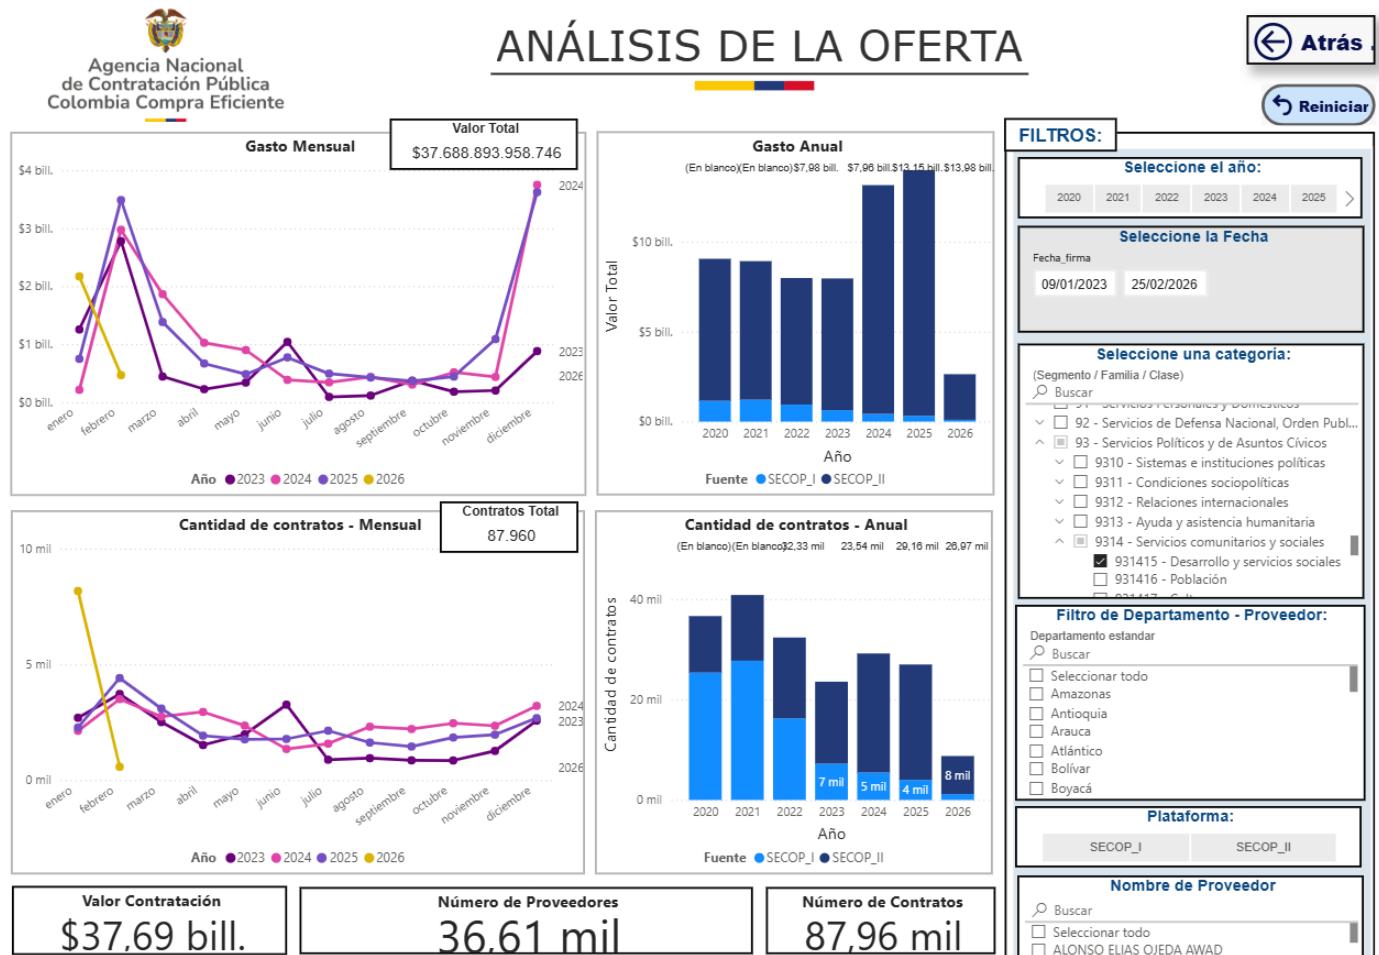 Agencia Nacional
de Contratación Pública
Colombia Compra Eficiente
ANÁLISIS DE LA OFERTA
Atrás
Reiniciar
Gasto Mensual
Valor Total
$37.688.893.958.746
$4 bill.
$3 bill.
$2 bill.
$1 bill.
$0 bill.
2024
2023
2026
enero
febrero
marzo
abril
mayo
junio
julio
agosto
septiembre
octubre
noviembre
diciembre
Año 2023 2024 2025 2026
Gasto Anual
(En blanco)(En blanco)$7,98 bill. $7,96 bill.$13,15 bill.$13,98 bill.
Valor Total
$10 bill.
$5 bill.
$0 bill.
2020 2021 2022 2023 2024 2025 2026
Año
Fuente SECOP_I SECOP_II
Cantidad de contratos - Mensual
Contratos Total
87.960
10 mil
5 mil
0 mil
2024
2023
2026
enero
febrero
marzo
abril
mayo
junio
julio
agosto
septiembre
octubre
noviembre
diciembre
Año 2023 2024 2025 2026
Cantidad de contratos - Anual
(En blanco)(En blanco)32,33 mil 23,54 mil 29,16 mil 26,97 mil
Cantidad de contratos
40 mil
20 mil
0 mil
7 mil
5 mil
4 mil
8 mil
2020 2021 2022 2023 2024 2025 2026
Año
Fuente SECOP_I SECOP_II
Valor Contratación
$37,69 bill.
Número de Proveedores
36,61 mil
Número de Contratos
87,96 mil
FILTROS:
Seleccione el año:
2020 2021 2022 2023 2024 2025
Seleccione la Fecha
Fecha_firma
09/01/2023 25/02/2026
Seleccione una categoría:
(Segmento / Familia / Clase)
Buscar
91 - Servicios Personales y Domésticos
92 - Servicios de Defensa Nacional, Orden Publ...
93 - Servicios Políticos y de Asuntos Cívicos
9310 - Sistemas e instituciones políticas
9311 - Condiciones sociopolíticas
9312 - Relaciones internacionales
9313 - Ayuda y asistencia humanitaria
9314 - Servicios comunitarios y sociales
931415 - Desarrollo y servicios sociales
931416 - Población
Filtro de Departamento - Proveedor:
Departamento estandar
Buscar
Seleccionar todo
Amazonas
Antioquia
Arauca
Atlántico
Bolívar
Boyacá
Plataforma:
SECOP_I SECOP_II
Nombre de Proveedor
Buscar
Seleccionar todo
ALONSO ELIAS OJEDA AWAD